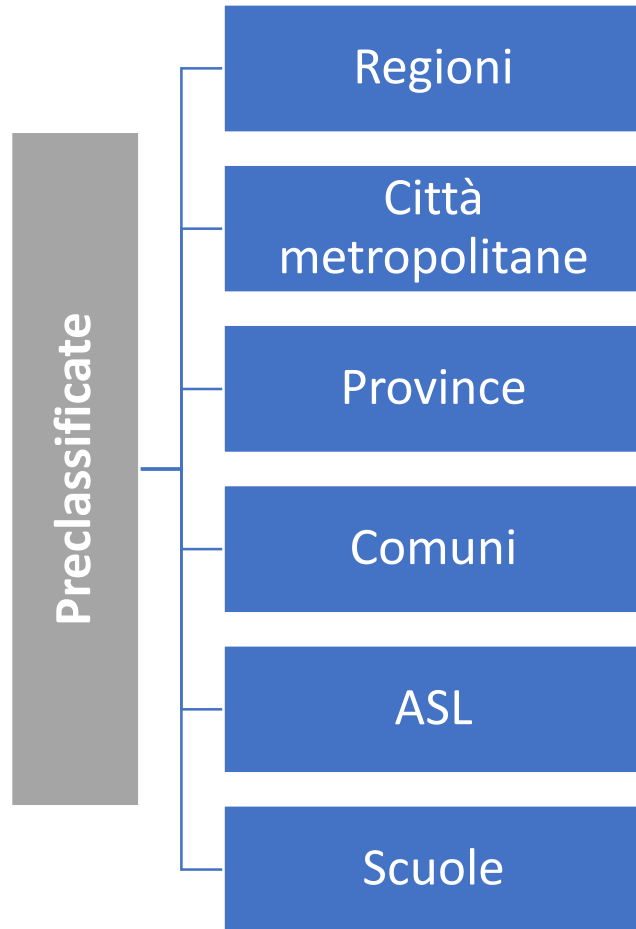 Preclassificate
Regioni
Città
metropolitane
Province
Comuni
ASL
Scuole